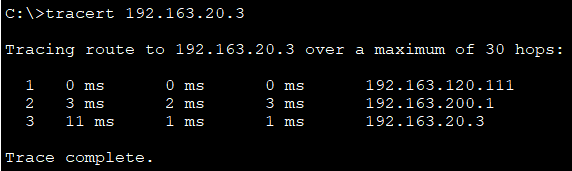 C:\>tracert 192.163.20.3
Tracing route to 192.163.20.3 over a maximum of 30 hops:
1 0 ms 0 ms 0 ms 192.163.120.111
2 3 ms 2 ms 3 ms 192.163.200.1
3 11 ms 1 ms 1 ms 192.163.20.3
Trace complete.